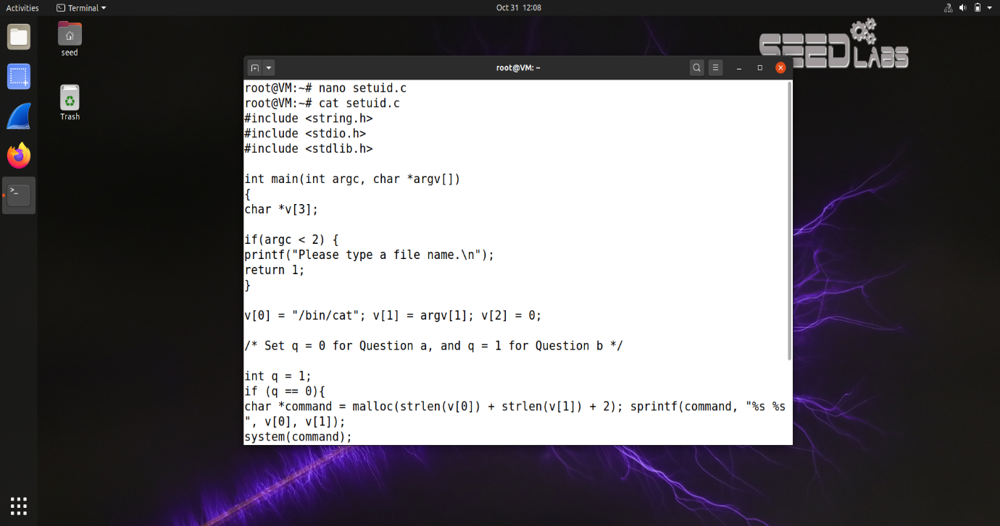 Activities
Terminal
Oct 31 12:08
seed
Trash
SEED LABS
root@VM: ~
root@VM:~# nano setuid.c
root@VM:~# cat setuid.c
#include <string.h>
#include <stdio.h>
#include <stdlib.h>
int main(int argc, char *argv[])
{
char *v[3];
if(argc < 2) {
printf("Please type a file name.\n");
return 1;
}
v[0] = "/bin/cat"; v[1] = argv[1]; v[2] = 0;
/* Set q = 0 for Question a, and q = 1 for Question b */
int q = 1;
if (q == 0){
char *command = malloc(strlen(v[0]) + strlen(v[1]) + 2); sprintf(command, "%s %s
", v[0], v[1]);
system(command);